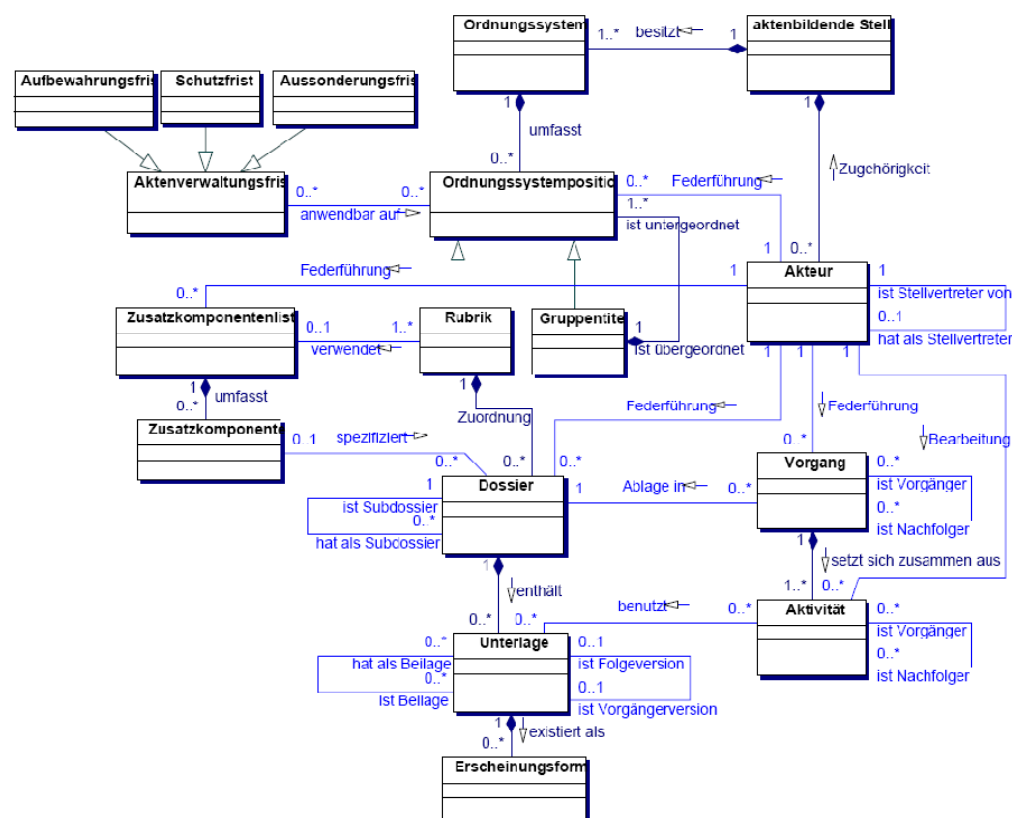 Ordnungssystem
aktenbildende Stell
1..*
besitzt
1
1
1
Aufbewahrungsfris
Schutzfrist
Aussonderungsfris
umfasst
0..*
Zugehörigkeit
Aktenverwaltungsfris
0..*
0..*
anwendbar auf
Ordnungssystempositio
0..*
Federführung
1..*
ist untergeordnet
1
0..*
Federführung
0..*
1
Akteur
1
ist Stellvertreter von
0..1
hat als Stellvertreter
Zusatzkomponentenlist
0..1
1..*
verwendet
Rubrik
Gruppentite
1
ist übergeordnet
1
1
1
1
umfasst
0..*
1
Zuordnung
Federführung
Federführung
Bearbeitung
Zusatzkomponente
0..1
spezifiziert
0..*
0..*
0..*
0..*
Dossier
1
ist Subdossier
0..*
hat als Subdossier
1
Ablage in
0..*
Vorgang
0..*
ist Vorgänger
0..*
ist Nachfolger
1
enthält
0..*
0..*
1
setzt sich zusammen aus
1..*
0..*
benutzt
0..*
Aktivität
0..*
ist Vorgänger
0..*
ist Nachfolger
Unterlage
0..*
hat als Beilage
0..*
ist Beilage
0..1
ist Folgeversion
0..1
ist Vorgängerversion
1
existiert als
0..*
Erscheinungsform